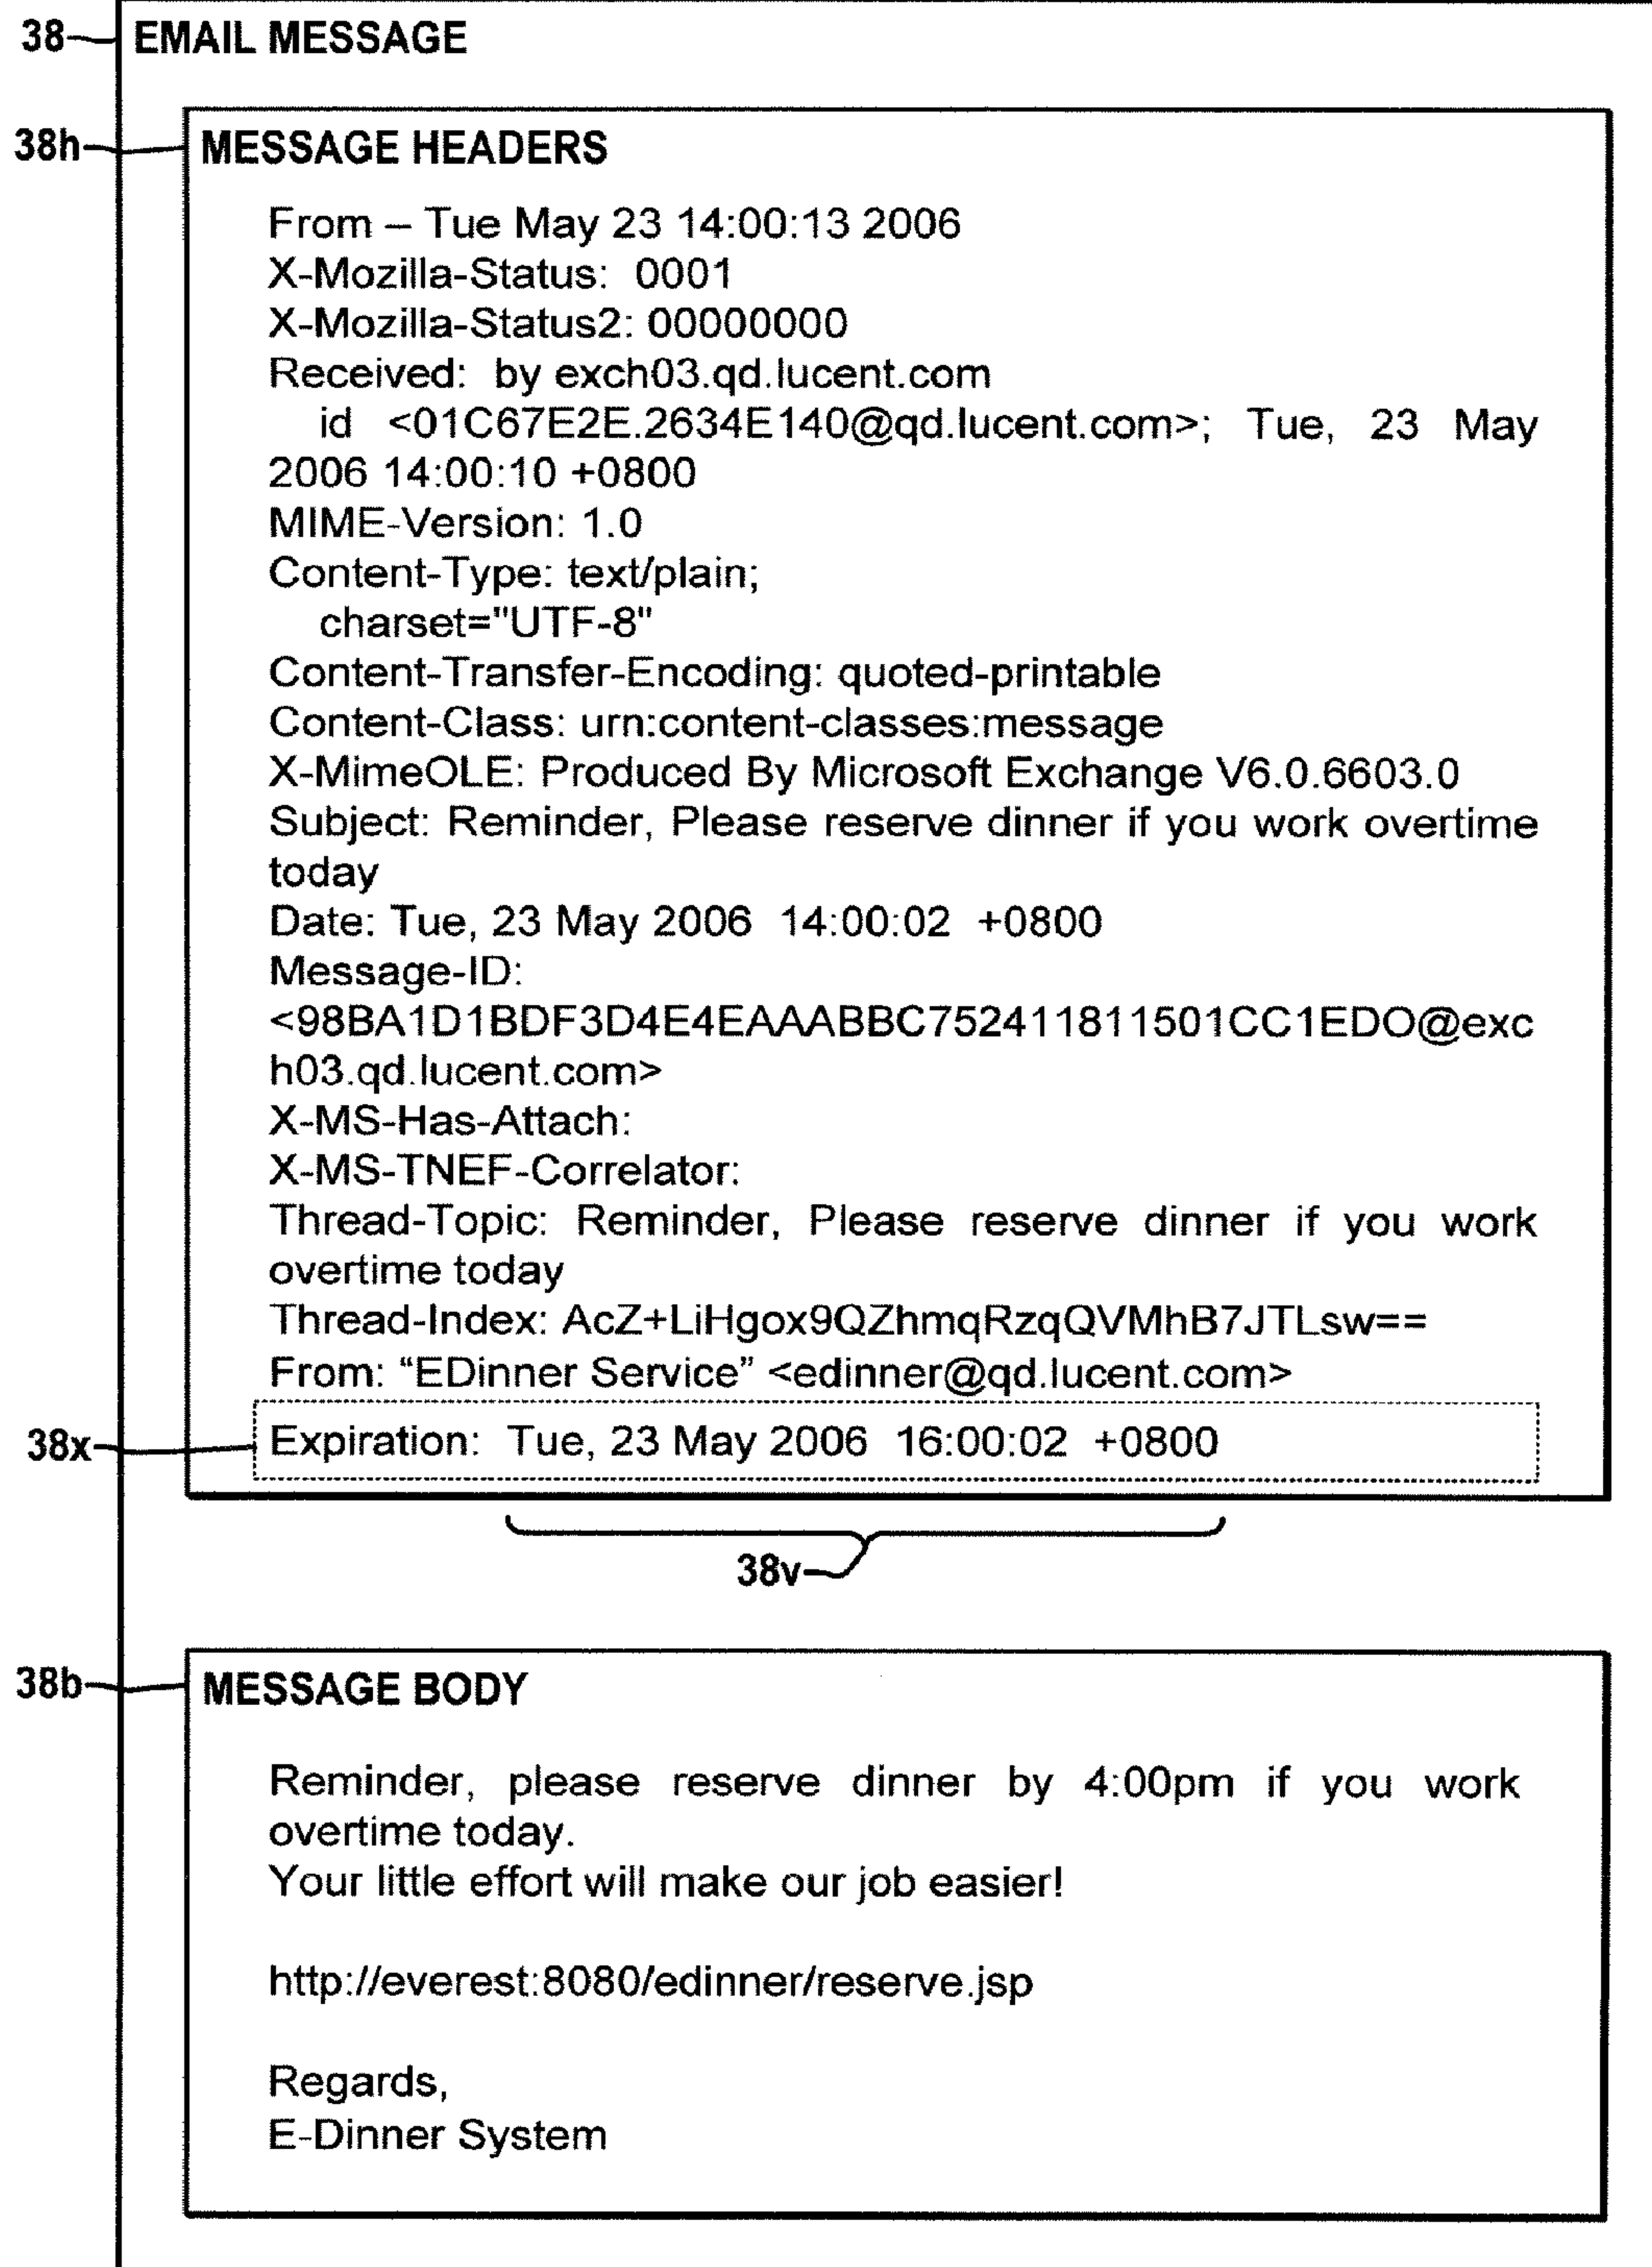 38 EMAIL MESSAGE
38h MESSAGE HEADERS
From – Tue May 23 14:00:13 2006
X-Mozilla-Status: 0001
X-Mozilla-Status2: 00000000
Received: by exch03.qd.lucent.com
id <01C67E2E.2634E140@qd.lucent.com>; Tue, 23 May
2006 14:00:10 +0800
MIME-Version: 1.0
Content-Type: text/plain;
charset="UTF-8"
Content-Transfer-Encoding: quoted-printable
Content-Class: urn:content-classes:message
X-MimeOLE: Produced By Microsoft Exchange V6.0.6603.0
Subject: Reminder, Please reserve dinner if you work overtime
today
Date: Tue, 23 May 2006 14:00:02 +0800
Message-ID:
<98BA1D1BDF3D4E4EAAABBC752411811501CC1EDO@exc
h03.qd.lucent.com>
X-MS-Has-Attach:
X-MS-TNEF-Correlator:
Thread-Topic: Reminder, Please reserve dinner if you work
overtime today
Thread-Index: AcZ+LiHgox9QZhmqRzqQVMhB7JTLsw==
From: “EDinner Service” <edinner@qd.lucent.com>
38x Expiration: Tue, 23 May 2006 16:00:02 +0800
38v
38b MESSAGE BODY
Reminder, please reserve dinner by 4:00pm if you work
overtime today.
Your little effort will make our job easier!
http://everest:8080/edinner/reserve.jsp
Regards,
E-Dinner System